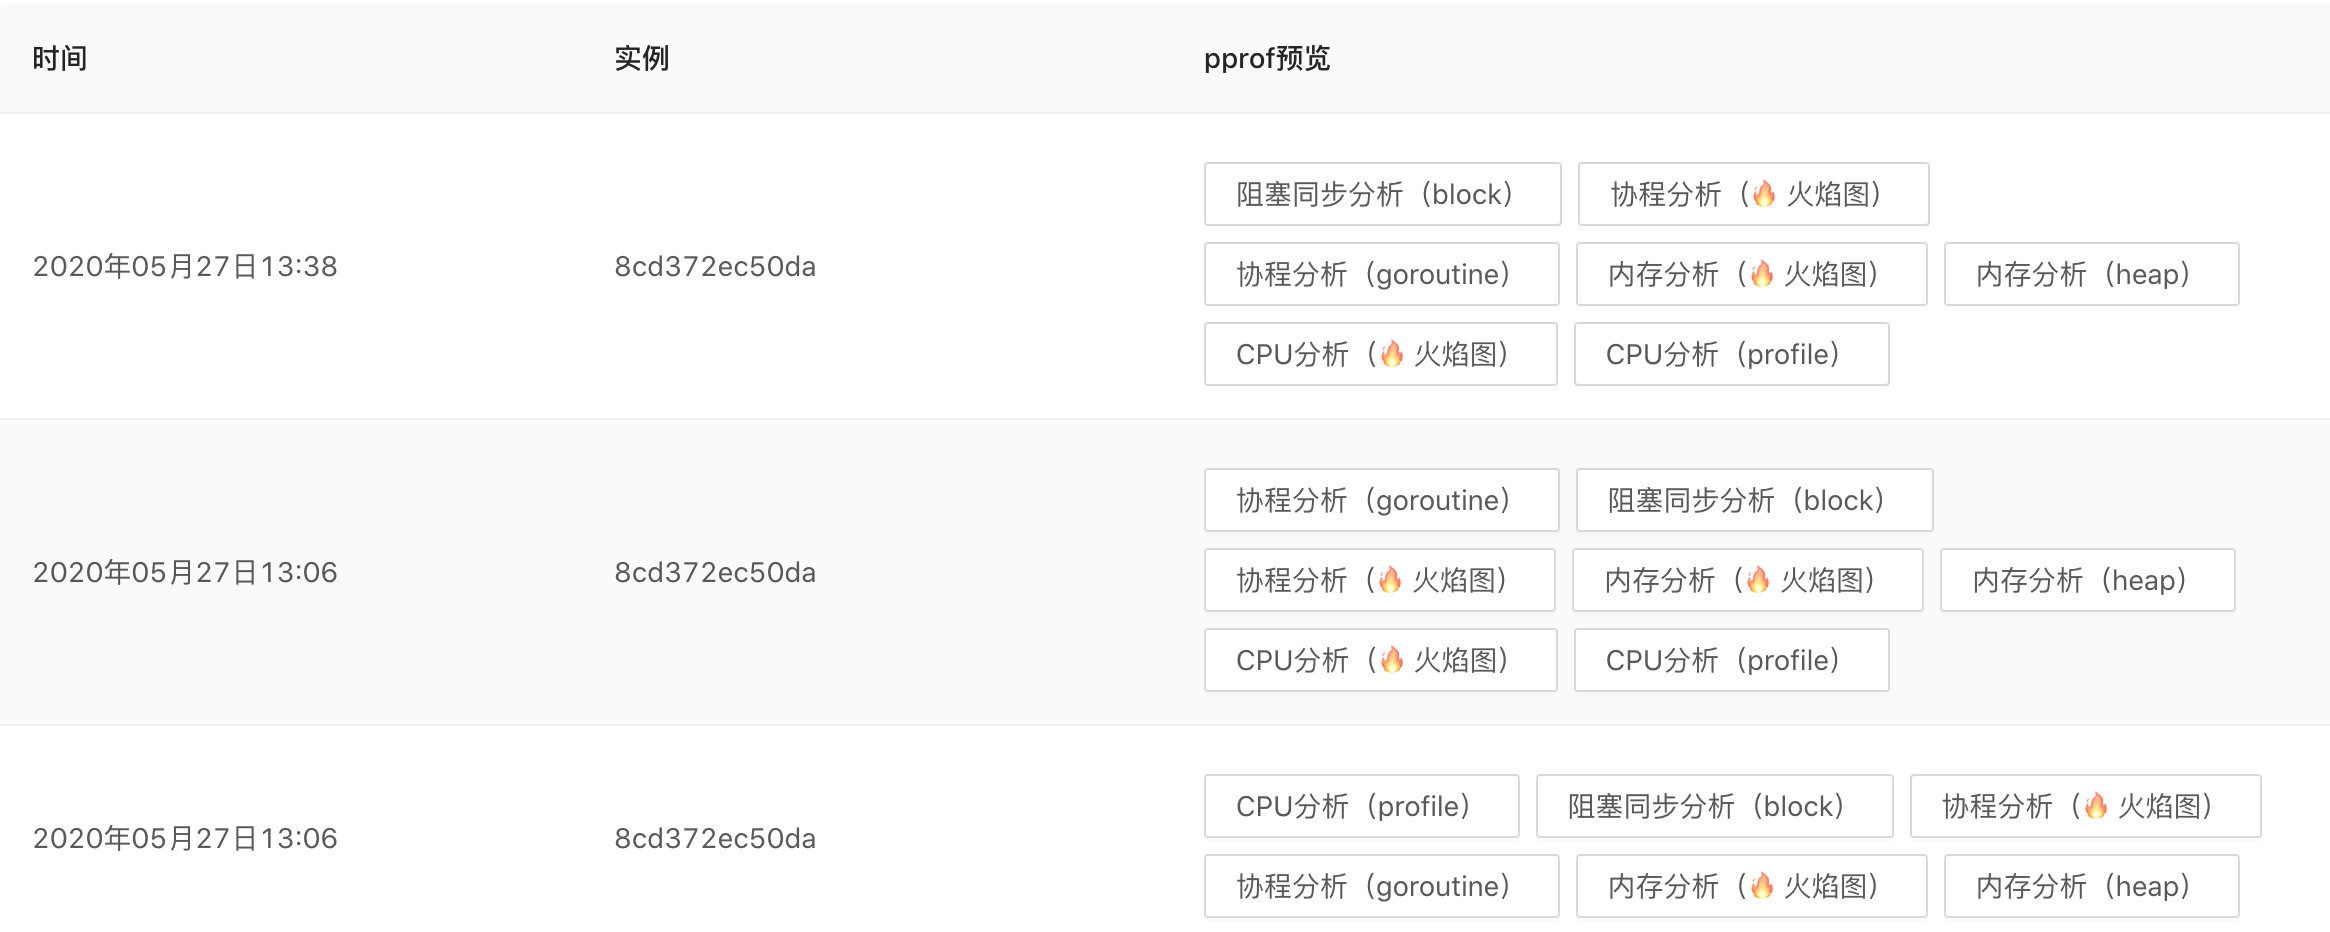 时间 实例 pprof预览
阻塞同步分析（block） 协程分析（🔥 火焰图）
2020年05月27日13:38 8cd372ec50da 协程分析（goroutine） 内存分析（🔥 火焰图） 内存分析（heap）
CPU分析（🔥 火焰图） CPU分析（profile）
协程分析（goroutine） 阻塞同步分析（block）
2020年05月27日13:06 8cd372ec50da 协程分析（🔥 火焰图） 内存分析（🔥 火焰图） 内存分析（heap）
CPU分析（🔥 火焰图） CPU分析（profile）
CPU分析（profile） 阻塞同步分析（block） 协程分析（🔥 火焰图）
2020年05月27日13:06 8cd372ec50da
协程分析（goroutine） 内存分析（🔥 火焰图） 内存分析（heap）